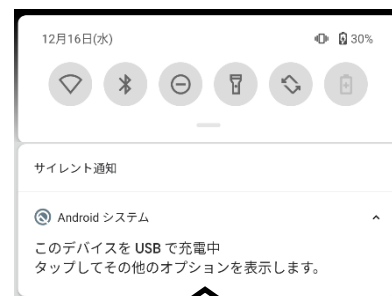 12月16日(水)
30%
サイレント通知
Android システム
このデバイスを USB で充電中
タップしてその他のオプションを表示します。